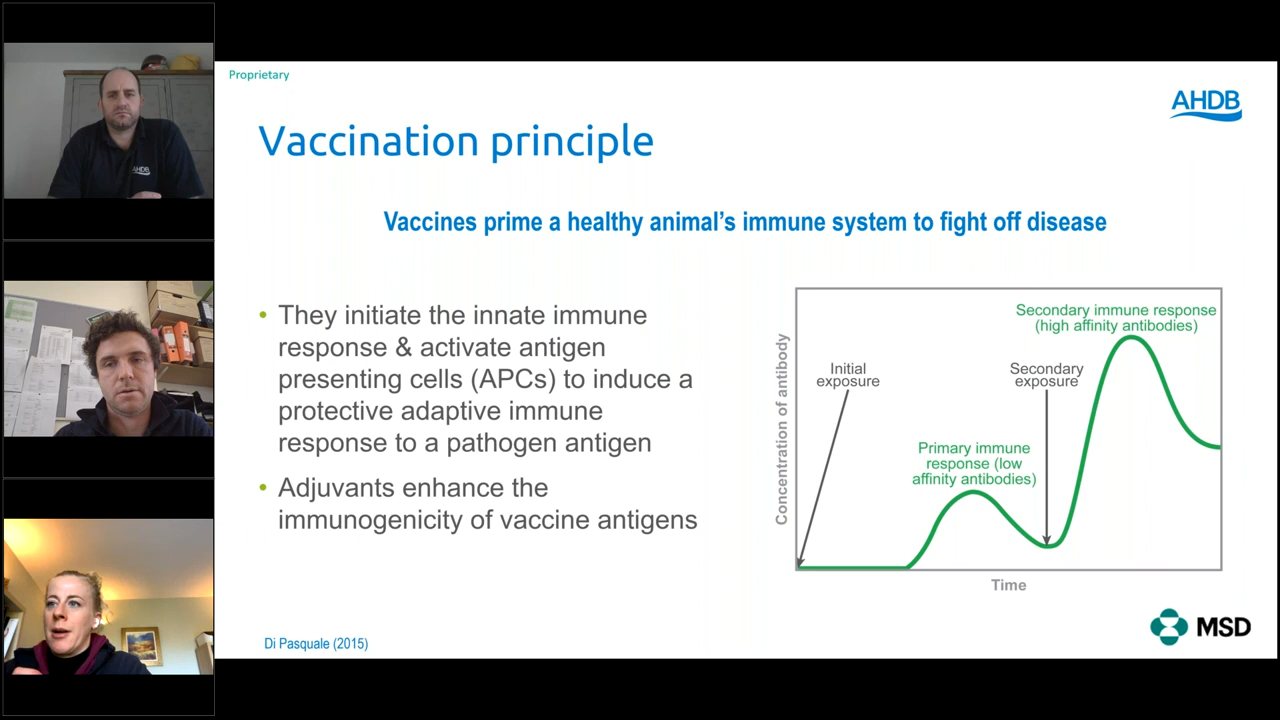 Proprietary
AHDB
Vaccination principle
Vaccines prime a healthy animal's immune system to fight off disease
• They initiate the innate immune
response & activate antigen
presenting cells (APCs) to induce a
protective adaptive immune
response to a pathogen antigen
• Adjuvants enhance the
immunogenicity of vaccine antigens
Concentration of antibody
Initial
exposure
Primary immune
response (low
affinity antibodies)
Secondary
exposure
Secondary immune response
(high affinity antibodies)
Time
Di Pasquale (2015)
MSD
AHDB